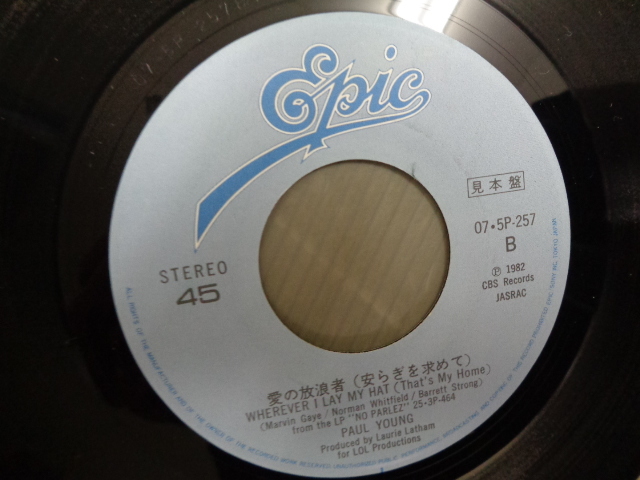 Epic
見本盤
07・5P-257
B
STEREO
45
Ⓟ 1982
CBS Records
JASRAC
愛の放浪者(安らぎを求めて)
WHEREVER I LAY MY HAT (That's My Home)
(Marvin Gaye / Norman Whitfield / Barrett Strong)
from the LP "NO PARLEZ" 25-3P-464
PAUL YOUNG
Produced by Laurie Latham
for LOL Productions